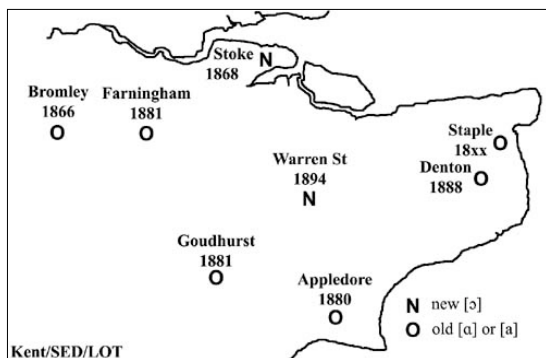 Stoke
1868
N
Bromley
1866
O
Farningham
1881
O
Staple
18xx
O
Warren St
1894
N
Denton
1888
O
Goudhurst
1881
O
Appledore
1880
O
N new [ɔ]
O old [ɑ] or [a]
Kent/SED/LOT